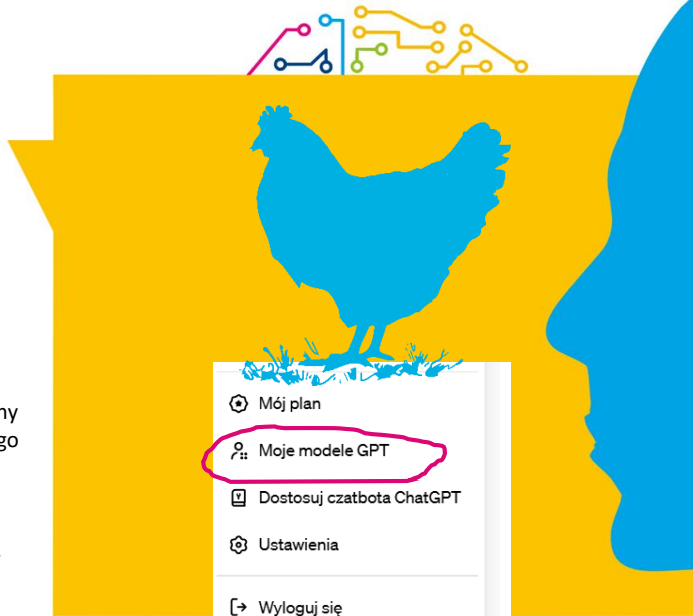 Mój plan
Moje modele GPT
Dostosuj czatbota ChatGPT
Ustawienia
Wyloguj się